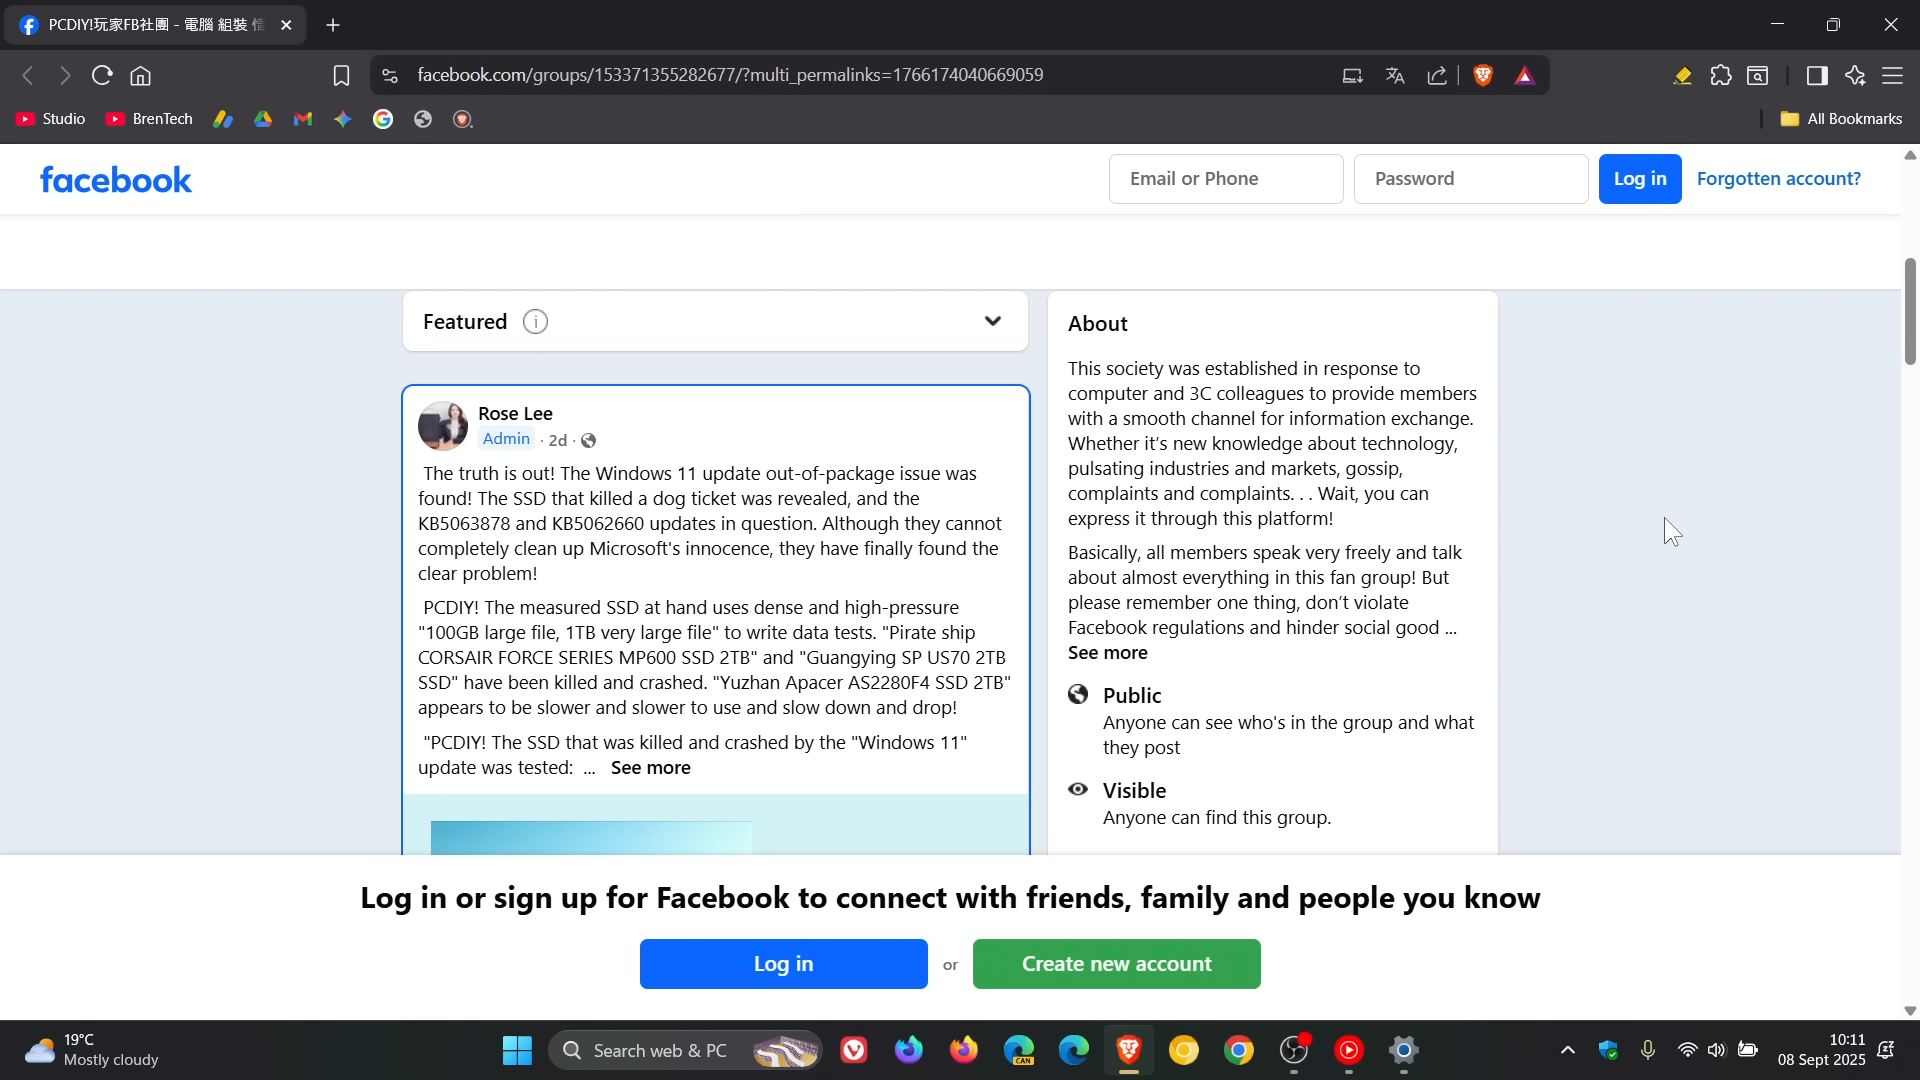 PCDIY!玩家FB社團 - 電腦 組裝
facebook.com/groups/153371355282677/?multi_permalinks=1766174040669059
Studio
BrenTech
All Bookmarks
facebook
Email or Phone
Password
Log in
Forgotten account?
Featured
Rose Lee
Admin · 2d ·
The truth is out! The Windows 11 update out-of-package issue was
found! The SSD that killed a dog ticket was revealed, and the
KB5063878 and KB5062660 updates in question. Although they cannot
completely clean up Microsoft's innocence, they have finally found the
clear problem!
PCDIY! The measured SSD at hand uses dense and high-pressure
"100GB large file, 1TB very large file" to write data tests. "Pirate ship
CORSAIR FORCE SERIES MP600 SSD 2TB" and "Guangying SP US70 2TB
SSD" have been killed and crashed. "Yuzhan Apacer AS2280F4 SSD 2TB"
appears to be slower and slower to use and slow down and drop!
"PCDIY! The SSD that was killed and crashed by the "Windows 11"
update was tested: ... See more
About
This society was established in response to
computer and 3C colleagues to provide members
with a smooth channel for information exchange.
Whether it's new knowledge about technology,
pulsating industries and markets, gossip,
complaints and complaints. . . Wait, you can
express it through this platform!
Basically, all members speak very freely and talk
about almost everything in this fan group! But
please remember one thing, don't violate
Facebook regulations and hinder social good ...
See more
Public
Anyone can see who's in the group and what
they post
Visible
Anyone can find this group.
Log in or sign up for Facebook to connect with friends, family and people you know
Log in
or
Create new account
19°C
Mostly cloudy
Search web & PC
CAN
10:11
08 Sept 2025